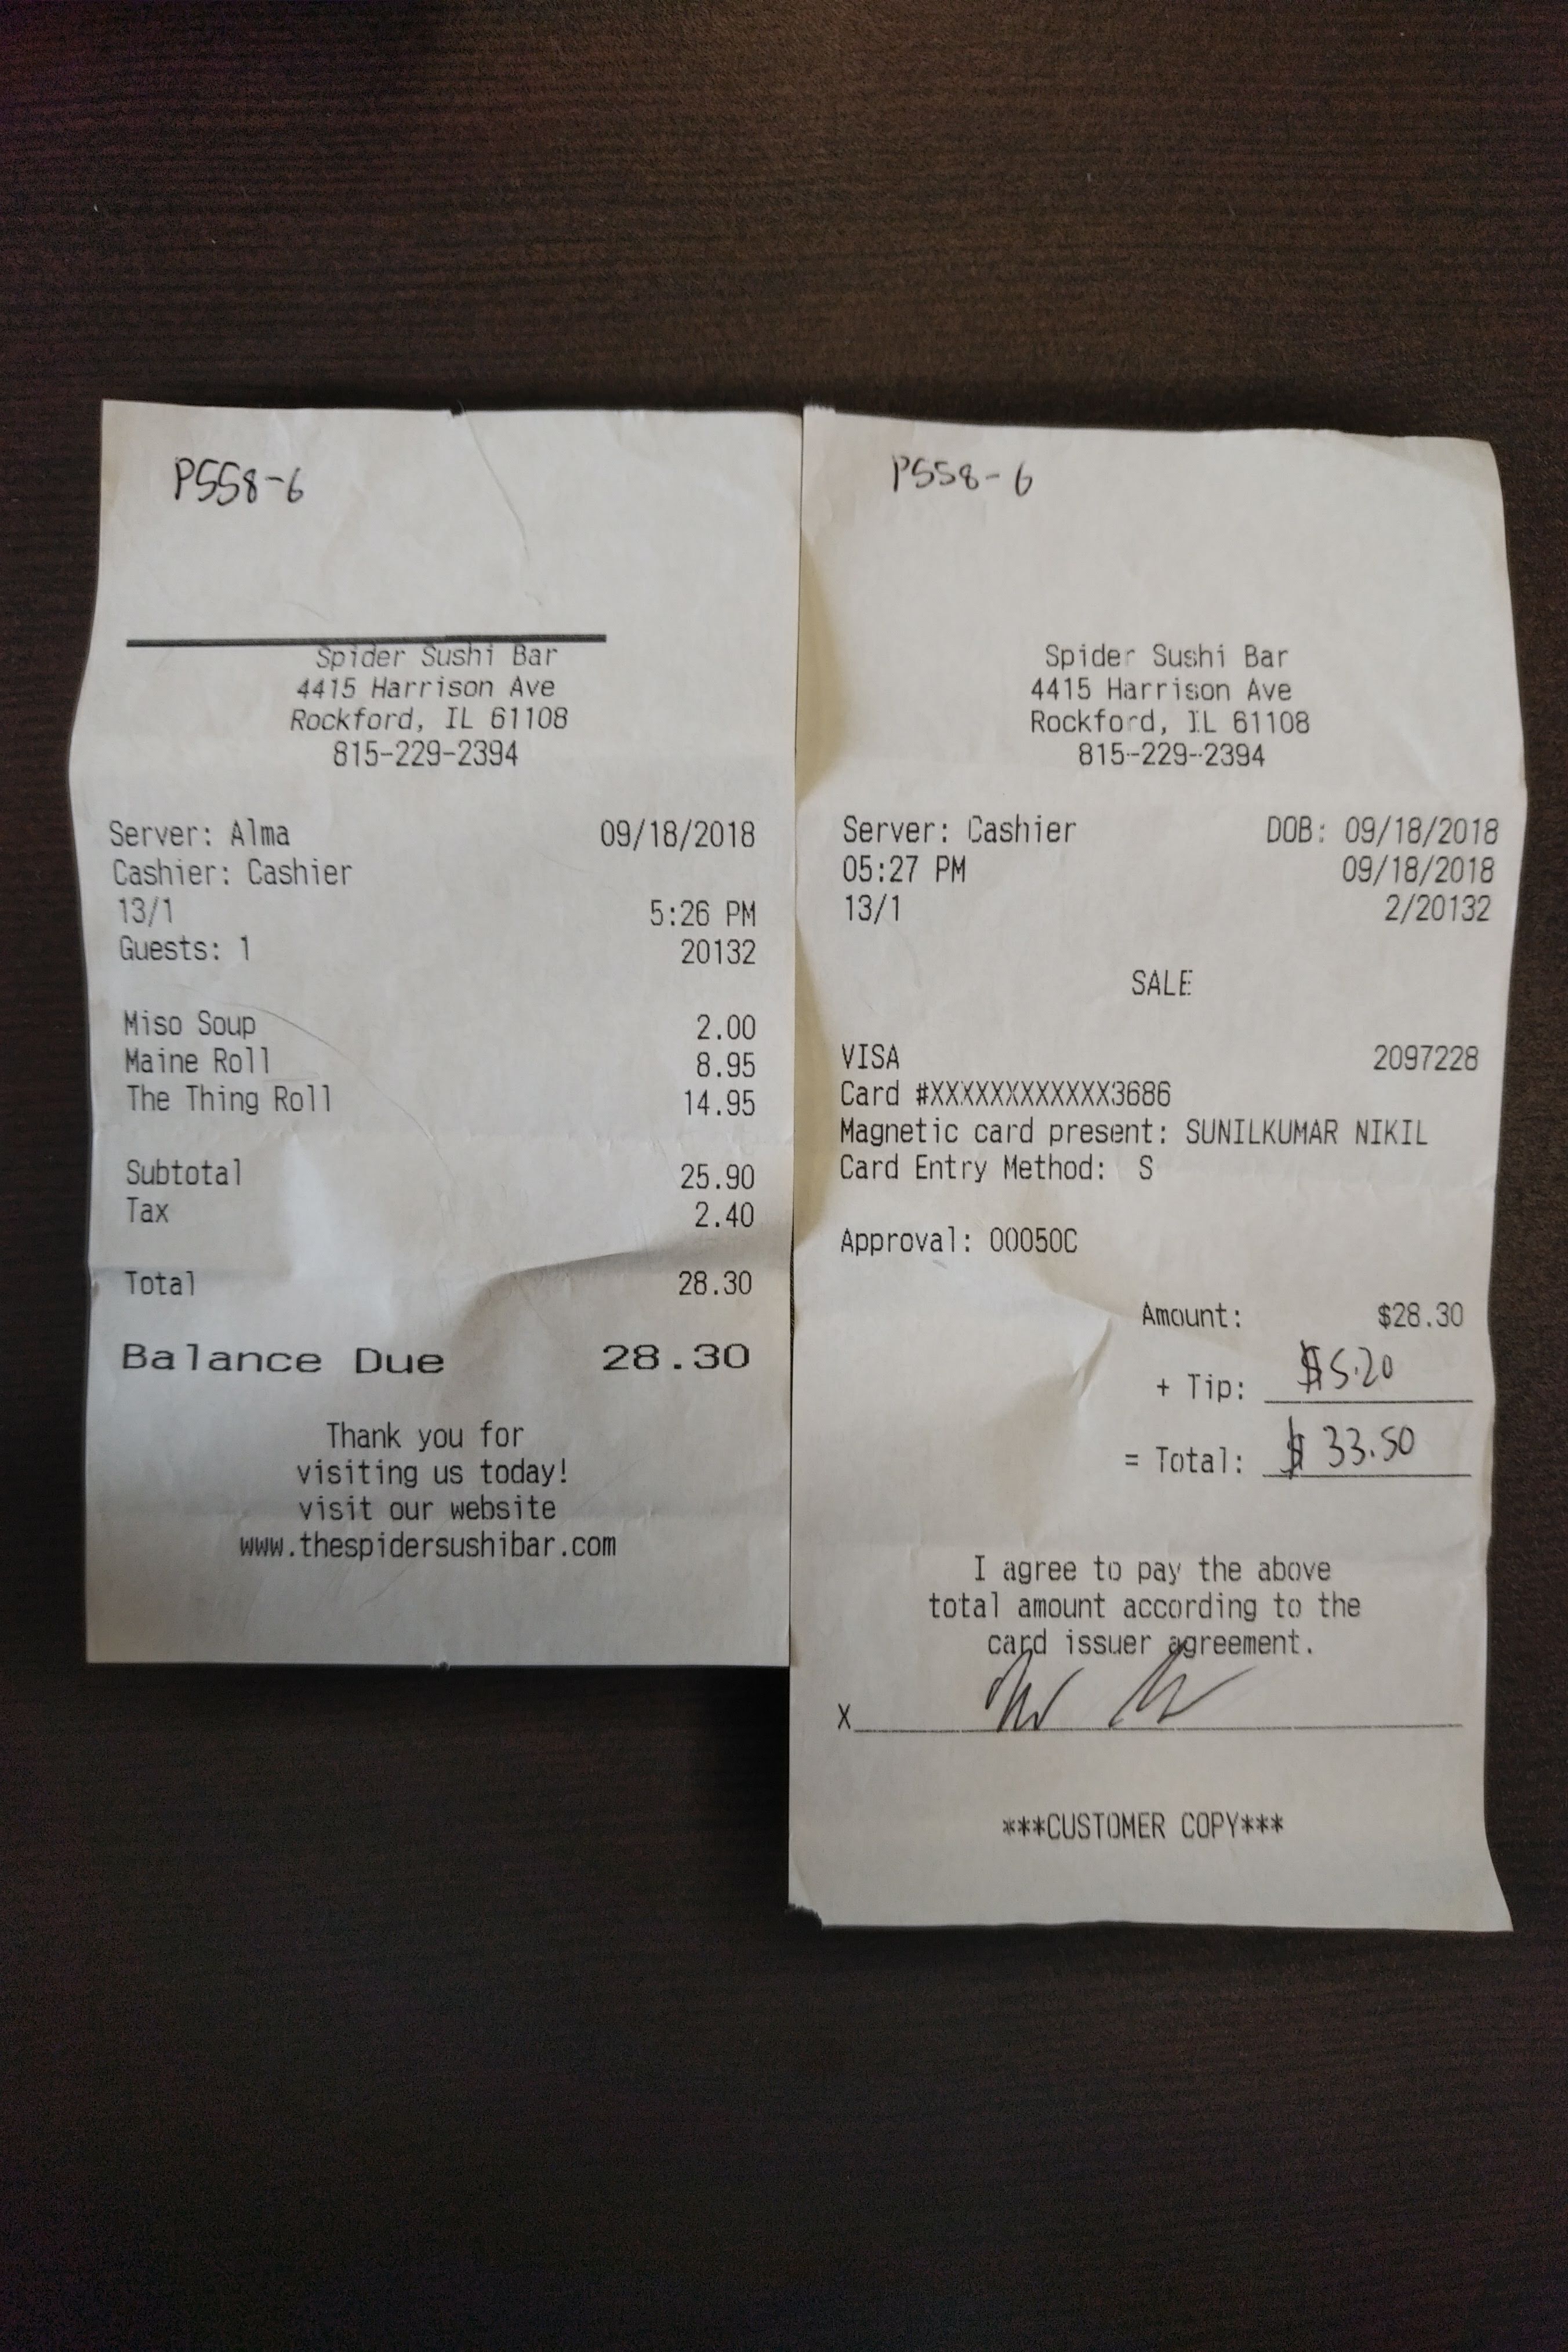 P558-6
Spider Sushi Bar
4415 Harrison Ave
Rockford, IL 61108
815-229-2394
Server: Alma 09/18/2018
Cashier: Cashier
13/1 5:26 PM
Guests: 1 20132
Miso Soup 2.00
Maine Roll 8.95
The Thing Roll 14.95
Subtotal 25.90
Tax 2.40
Total 28.30
Balance Due 28.30
Thank you for
visiting us today!
visit our website
www.thespidersushibar.com
P558-6
Spider Sushi Bar
4415 Harrison Ave
Rockford, IL 61108
815-229-2394
Server: Cashier DOB: 09/18/2018
05:27 PM 09/18/2018
13/1 2/20132
SALE
VISA 2097228
Card #XXXXXXXXXXXX3686
Magnetic card present: SUNILKUMAR NIKIL
Card Entry Method: S
Approval: 00050C
Amount: $28.30
+ Tip: $5.20
= Total: $ 33.50
I agree to pay the above
total amount according to the
card issuer agreement.
X
***CUSTOMER COPY***